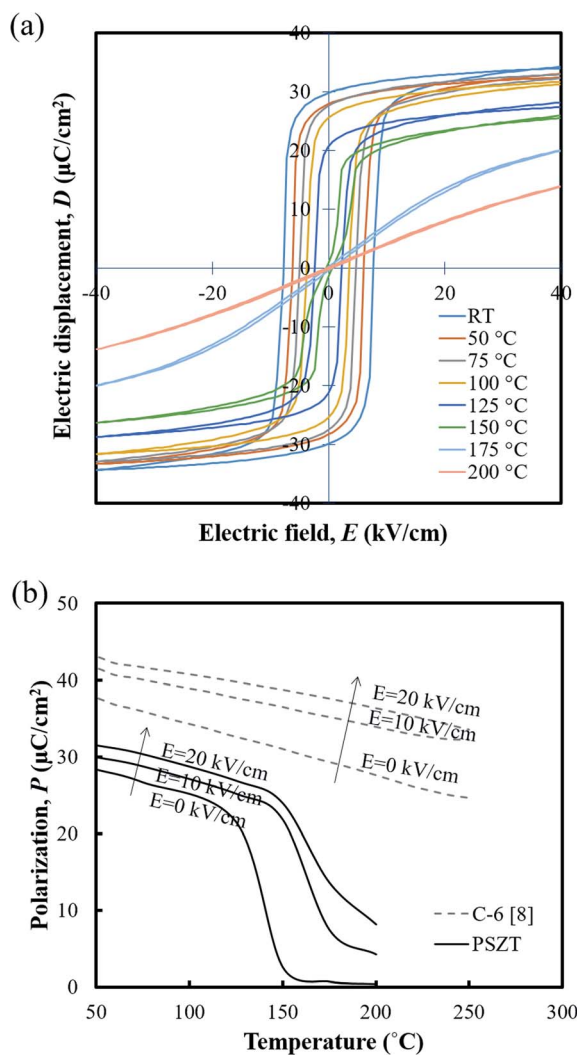 (a)
40
30
20
10
0
-40
-20
0
20
40
-10
-20
-30
-40
Electric displacement, D (μC/cm²)
RT
50 °C
75 °C
100 °C
125 °C
150 °C
175 °C
200 °C
Electric field, E (kV/cm)
(b)
50
40
30
20
10
0
Polarization, P (μC/cm²)
E=20 kV/cm
E=10 kV/cm
E=0 kV/cm
E=20 kV/cm
E=10 kV/cm
E=0 kV/cm
C-6 [8]
PSZT
50
100
150
200
250
300
Temperature (˚C)